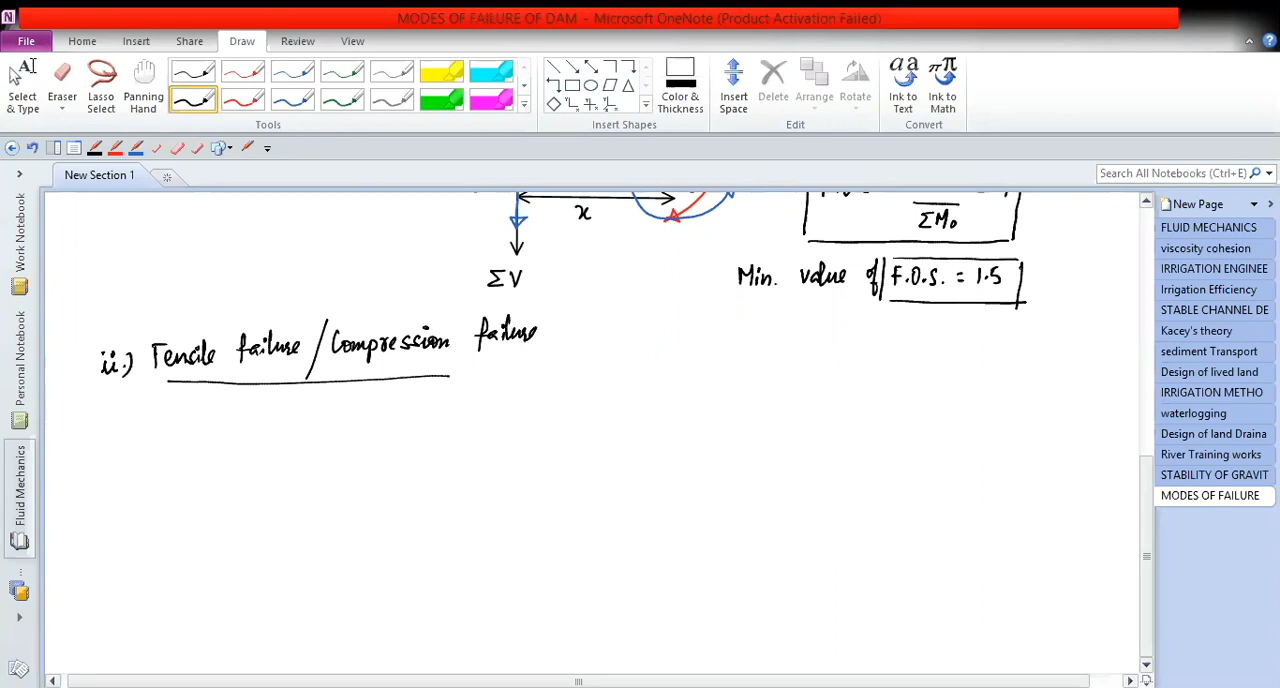 MODES OF FAILURE OF DAM - Microsoft OneNote (Product Activation Failed)
File Home Insert Share Draw Review View
Select & Type
Eraser
Lasso Select
Panning Hand
Color & Thickness
Insert Space
Delete
Arrange
Rotate
Ink to Text
Ink to Math
Tools
Insert Shapes
Edit
Convert
New Section 1
Search All Notebooks (Ctrl+E)
Work Notebook
Personal Notebook
Fluid Mechanics
x
ΣM₀
ΣV
Min. value of F.O.S. = 1.5
ii.) Tensile failure / Compression failure
New Page
FLUID MECHANICS
viscosity cohesion
IRRIGATION ENGINEE
Irrigation Efficiency
STABLE CHANNEL DE
Kacey's theory
sediment Transport
Design of lived land
IRRIGATION METHO
waterlogging
Design of land Draina
River Training works
STABILITY OF GRAVIT
MODES OF FAILURE